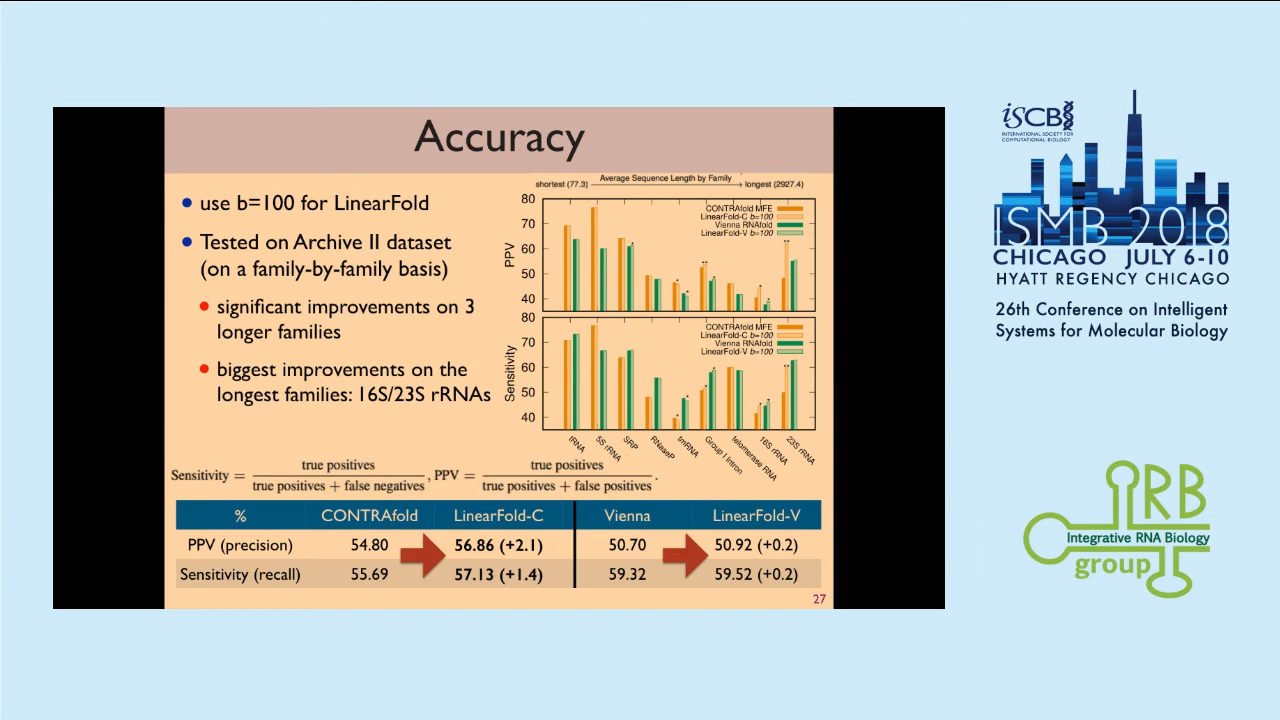 Accuracy
use b=100 for LinearFold
Tested on Archive II dataset
(on a family-by-family basis)
significant improvements on 3
longer families
biggest improvements on the
longest families: 16S/23S rRNAs
Average Sequence Length by Family
shortest (77.3) longest (2927.4)
PPV
80
70
60
50
40
CONTRAfold MFE
LinearFold-C b=100
Vienna RNAfold
LinearFold-V b=100
Sensitivity
80
70
60
50
40
CONTRAfold MFE
LinearFold-C b=100
Vienna RNAfold
LinearFold-V b=100
tRNA
5S rRNA
SRP
RNaseP
tmRNA
Group I Intron
telomerase RNA
16S rRNA
23S rRNA
Sensitivity = true positives / true positives + false negatives , PPV = true positives / true positives + false positives .
% CONTRAfold LinearFold-C Vienna LinearFold-V
PPV (precision) 54.80 56.86 (+2.1) 50.70 50.92 (+0.2)
Sensitivity (recall) 55.69 57.13 (+1.4) 59.32 59.52 (+0.2)
27
iSCB
INTERNATIONAL SOCIETY FOR
COMPUTATIONAL BIOLOGY
ISMB 2018
CHICAGO JULY 6-10
HYATT REGENCY CHICAGO
26th Conference on Intelligent
Systems for Molecular Biology
IRB
Integrative RNA Biology
group